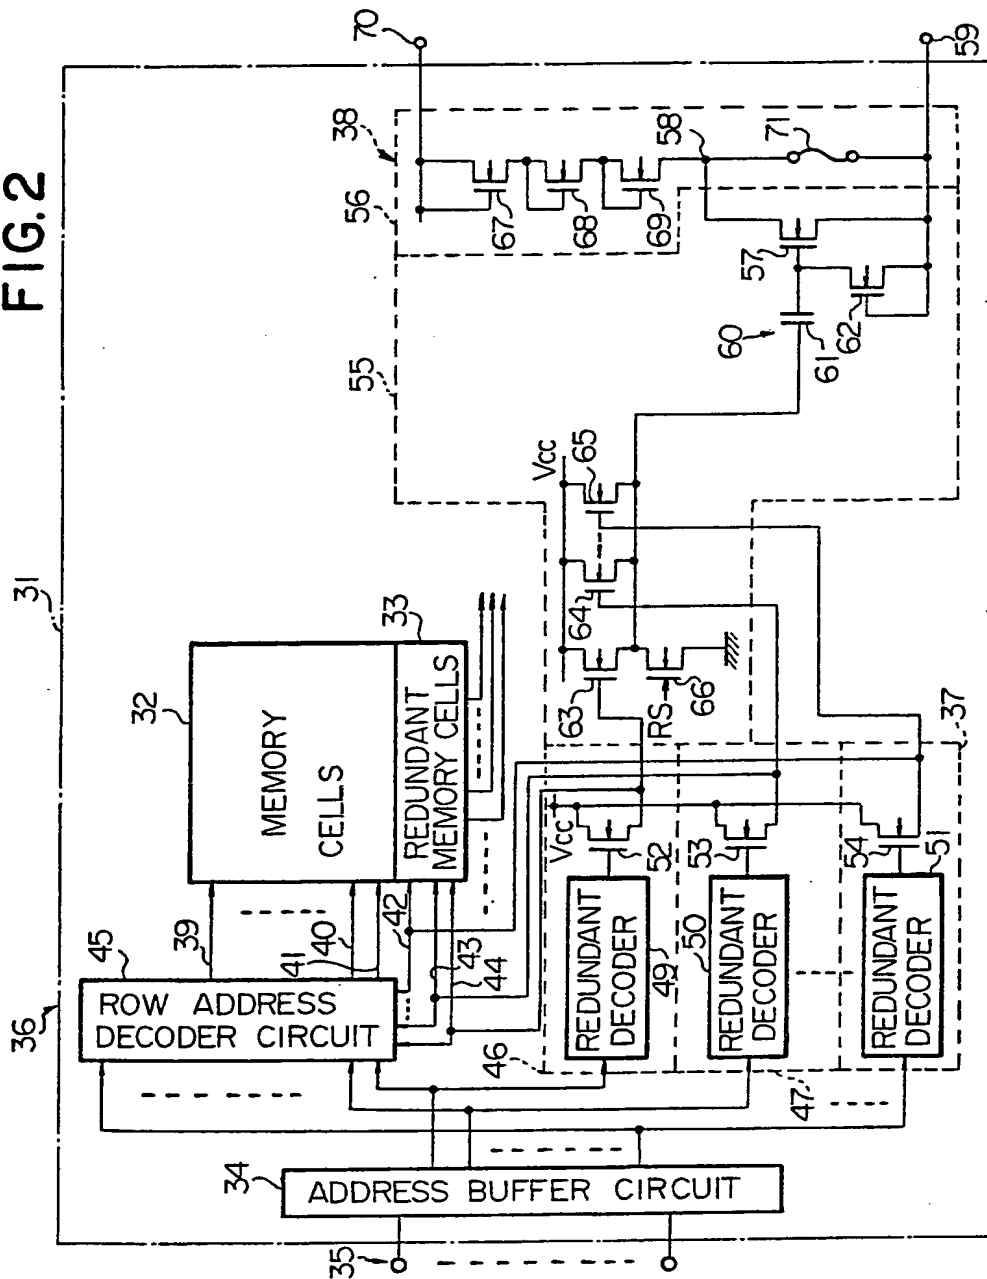 FIG.2
31
70
38
56
55
58
71
59
67
68
69
57
60
61
62
Vcc
65
64
63
RS
66
36
45
ROW ADDRESS
DECODER CIRCUIT
39
40
41
42
43
44
32
MEMORY
CELLS
33
REDUNDANT
MEMORY CELLS
37
46
Vcc
52
REDUNDANT
DECODER
49
53
50
REDUNDANT
DECODER
47
54
51
REDUNDANT
DECODER
34
ADDRESS BUFFER CIRCUIT
35